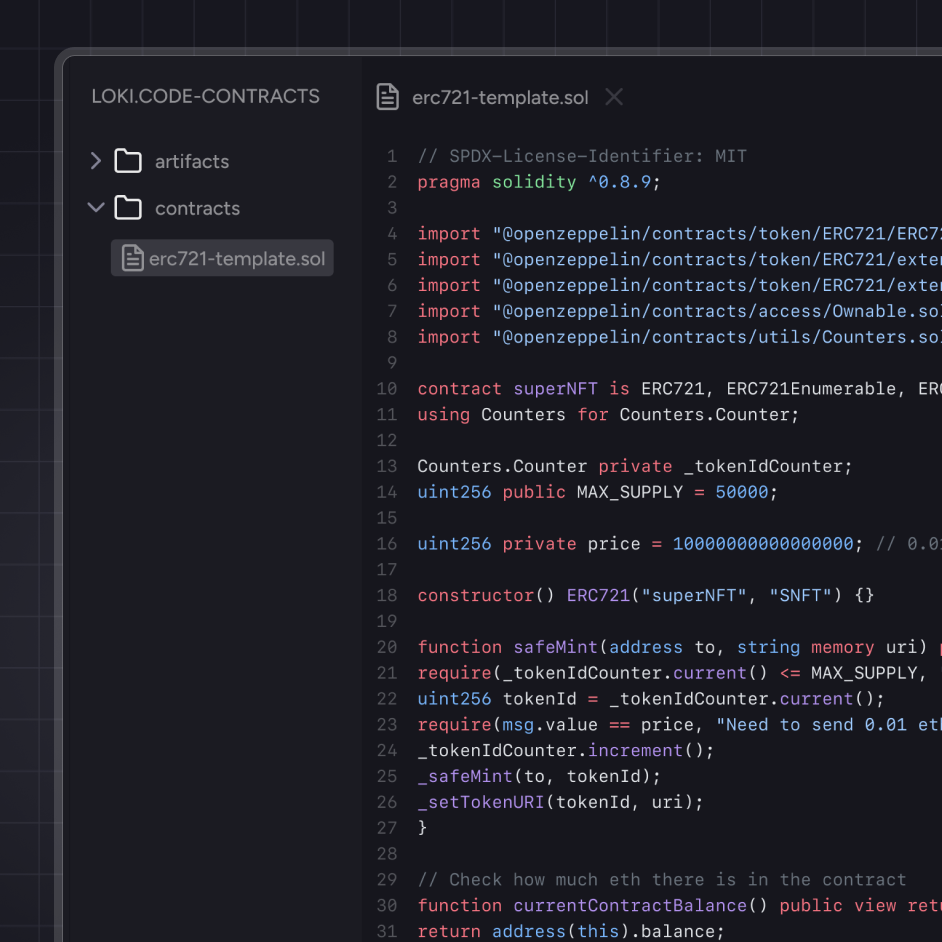 LOKI.CODE-CONTRACTS
artifacts
contracts
erc721-template.sol
erc721-template.sol
1 // SPDX-License-Identifier: MIT
2 pragma solidity ^0.8.9;
3
4 import "@openzeppelin/contracts/token/ERC721/ERC72
5 import "@openzeppelin/contracts/token/ERC721/exten
6 import "@openzeppelin/contracts/token/ERC721/exten
7 import "@openzeppelin/contracts/access/Ownable.sol
8 import "@openzeppelin/contracts/utils/Counters.sol
9
10 contract superNFT is ERC721, ERC721Enumerable, ERC
11 using Counters for Counters.Counter;
12
13 Counters.Counter private _tokenIdCounter;
14 uint256 public MAX_SUPPLY = 50000;
15
16 uint256 private price = 10000000000000000; // 0.01
17
18 constructor() ERC721("superNFT", "SNFT") {}
19
20 function safeMint(address to, string memory uri) p
21 require(_tokenIdCounter.current() <= MAX_SUPPLY,
22 uint256 tokenId = _tokenIdCounter.current();
23 require(msg.value == price, "Need to send 0.01 eth
24 _tokenIdCounter.increment();
25 _safeMint(to, tokenId);
26 _setTokenURI(tokenId, uri);
27 }
28
29 // Check how much eth there is in the contract
30 function currentContractBalance() public view retu
31 return address(this).balance;